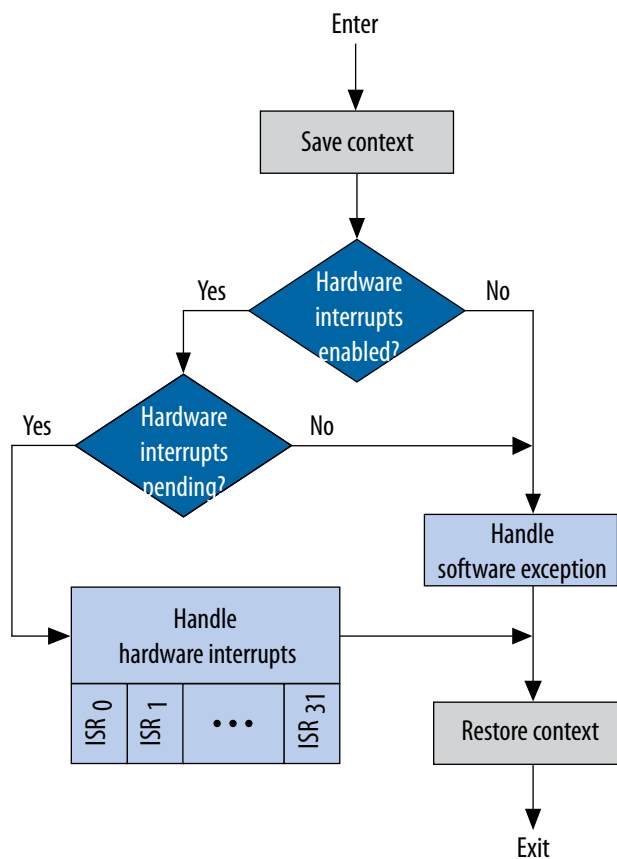 Enter
Save context
Hardware
interrupts
enabled?
Yes
No
Hardware
interrupts
pending?
Yes
No
Handle
software exception
Handle
hardware interrupts
ISR 0
ISR 1
•••
ISR 31
Restore context
Exit